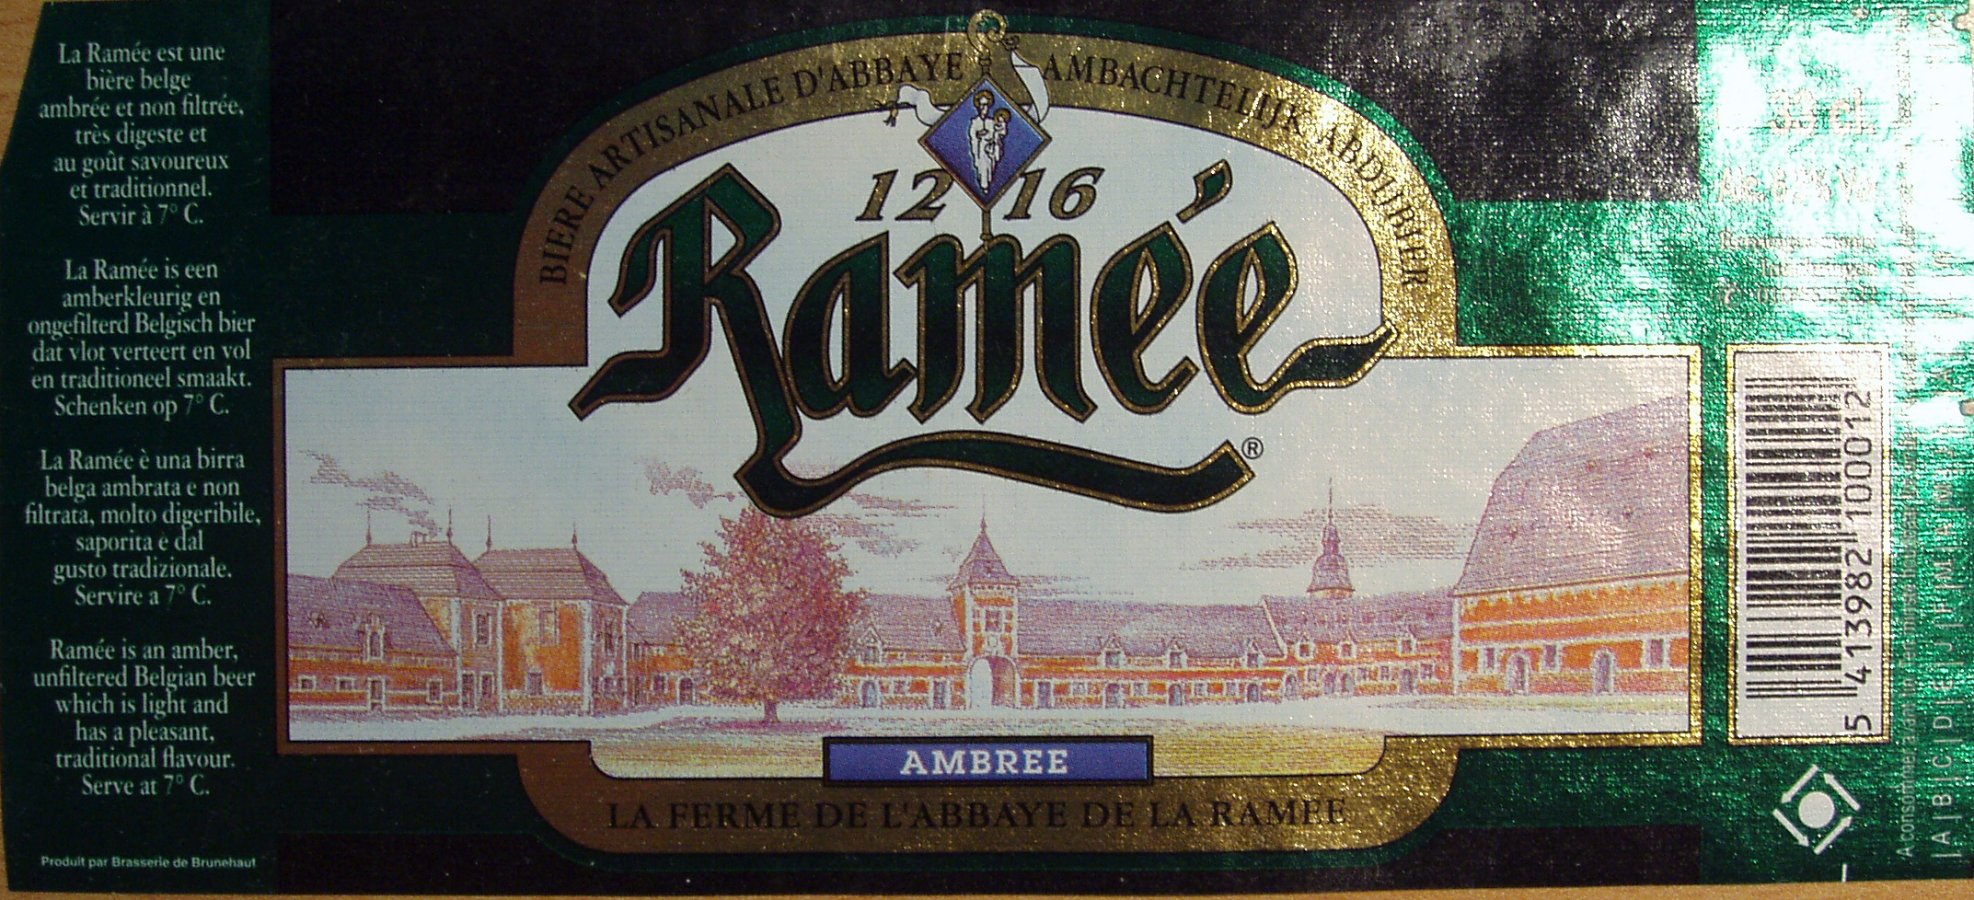 La Ramée est une
bière belge
ambrée et non filtrée,
très digeste et
au goût savoureux
et traditionnel.
Servir à 7° C.
La Ramée is een
amberkleurig en
ongefilterd Belgisch bier
dat vlot verteert en vol
en traditioneel smaakt.
Schenken op 7° C.
La Ramée è una birra
belga ambrata e non
filtrata, molto digeribile,
saporita e dal
gusto tradizionale.
Servire a 7° C.
Ramée is an amber,
unfiltered Belgian beer
which is light and
has a pleasant,
traditional flavour.
Serve at 7° C.
Produit par Brasserie de Brunehaut
BIERE ARTISANALE D'ABBAYE AMBACHTELIJK ABDIJBIER
12 16
Ramée
®
AMBREE
LA FERME DE L'ABBAYE DE LA RAMEE
33 cl.
5 413982 100012
A consommer
|A|B|C|D|E|J|F|M|A|M|J|J|A|